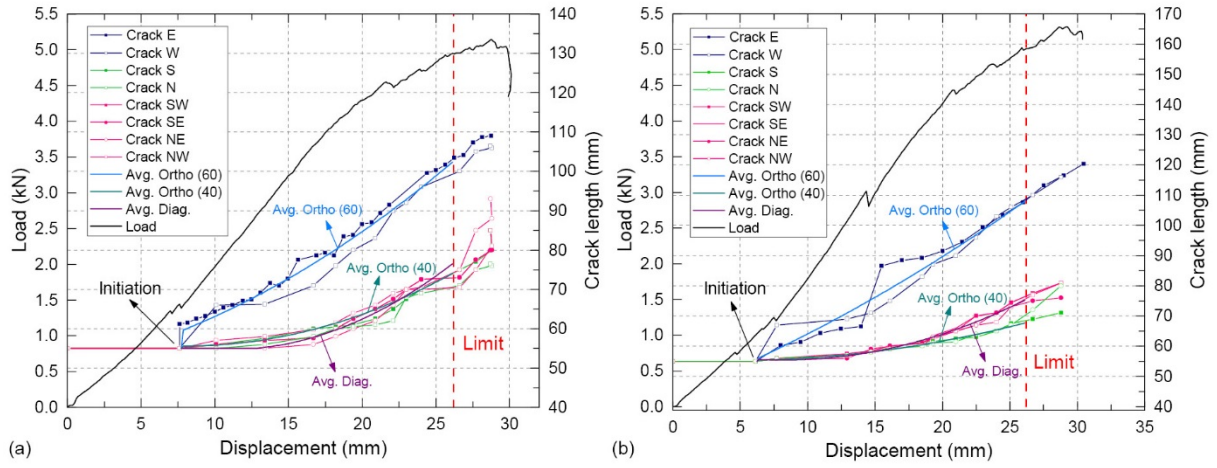 5.5
5.0
4.5
4.0
3.5
3.0
2.5
2.0
1.5
1.0
0.5
0.0
Load (kN)
Crack E
Crack W
Crack S
Crack N
Crack SW
Crack SE
Crack NE
Crack NW
Avg. Ortho (60)
Avg. Ortho (40)
Avg. Diag.
Load
Avg. Ortho (60)
Avg. Ortho (40)
Initiation
Limit
Avg. Diag.
140
130
120
110
100
90
80
70
60
50
40
Crack length (mm)
0 5 10 15 20 25 30 35
(a) Displacement (mm)
5.5
5.0
4.5
4.0
3.5
3.0
2.5
2.0
1.5
1.0
0.5
0.0
Load (kN)
Crack E
Crack W
Crack S
Crack N
Crack SW
Crack SE
Crack NE
Crack NW
Avg. Ortho (60)
Avg. Ortho (40)
Avg. Diag.
Load
Avg. Ortho (60)
Initiation
Avg. Ortho (40)
Avg. Diag.
Limit
170
160
150
140
130
120
110
100
90
80
70
60
50
40
Crack length (mm)
0 5 10 15 20 25 30 35
(b) Displacement (mm)